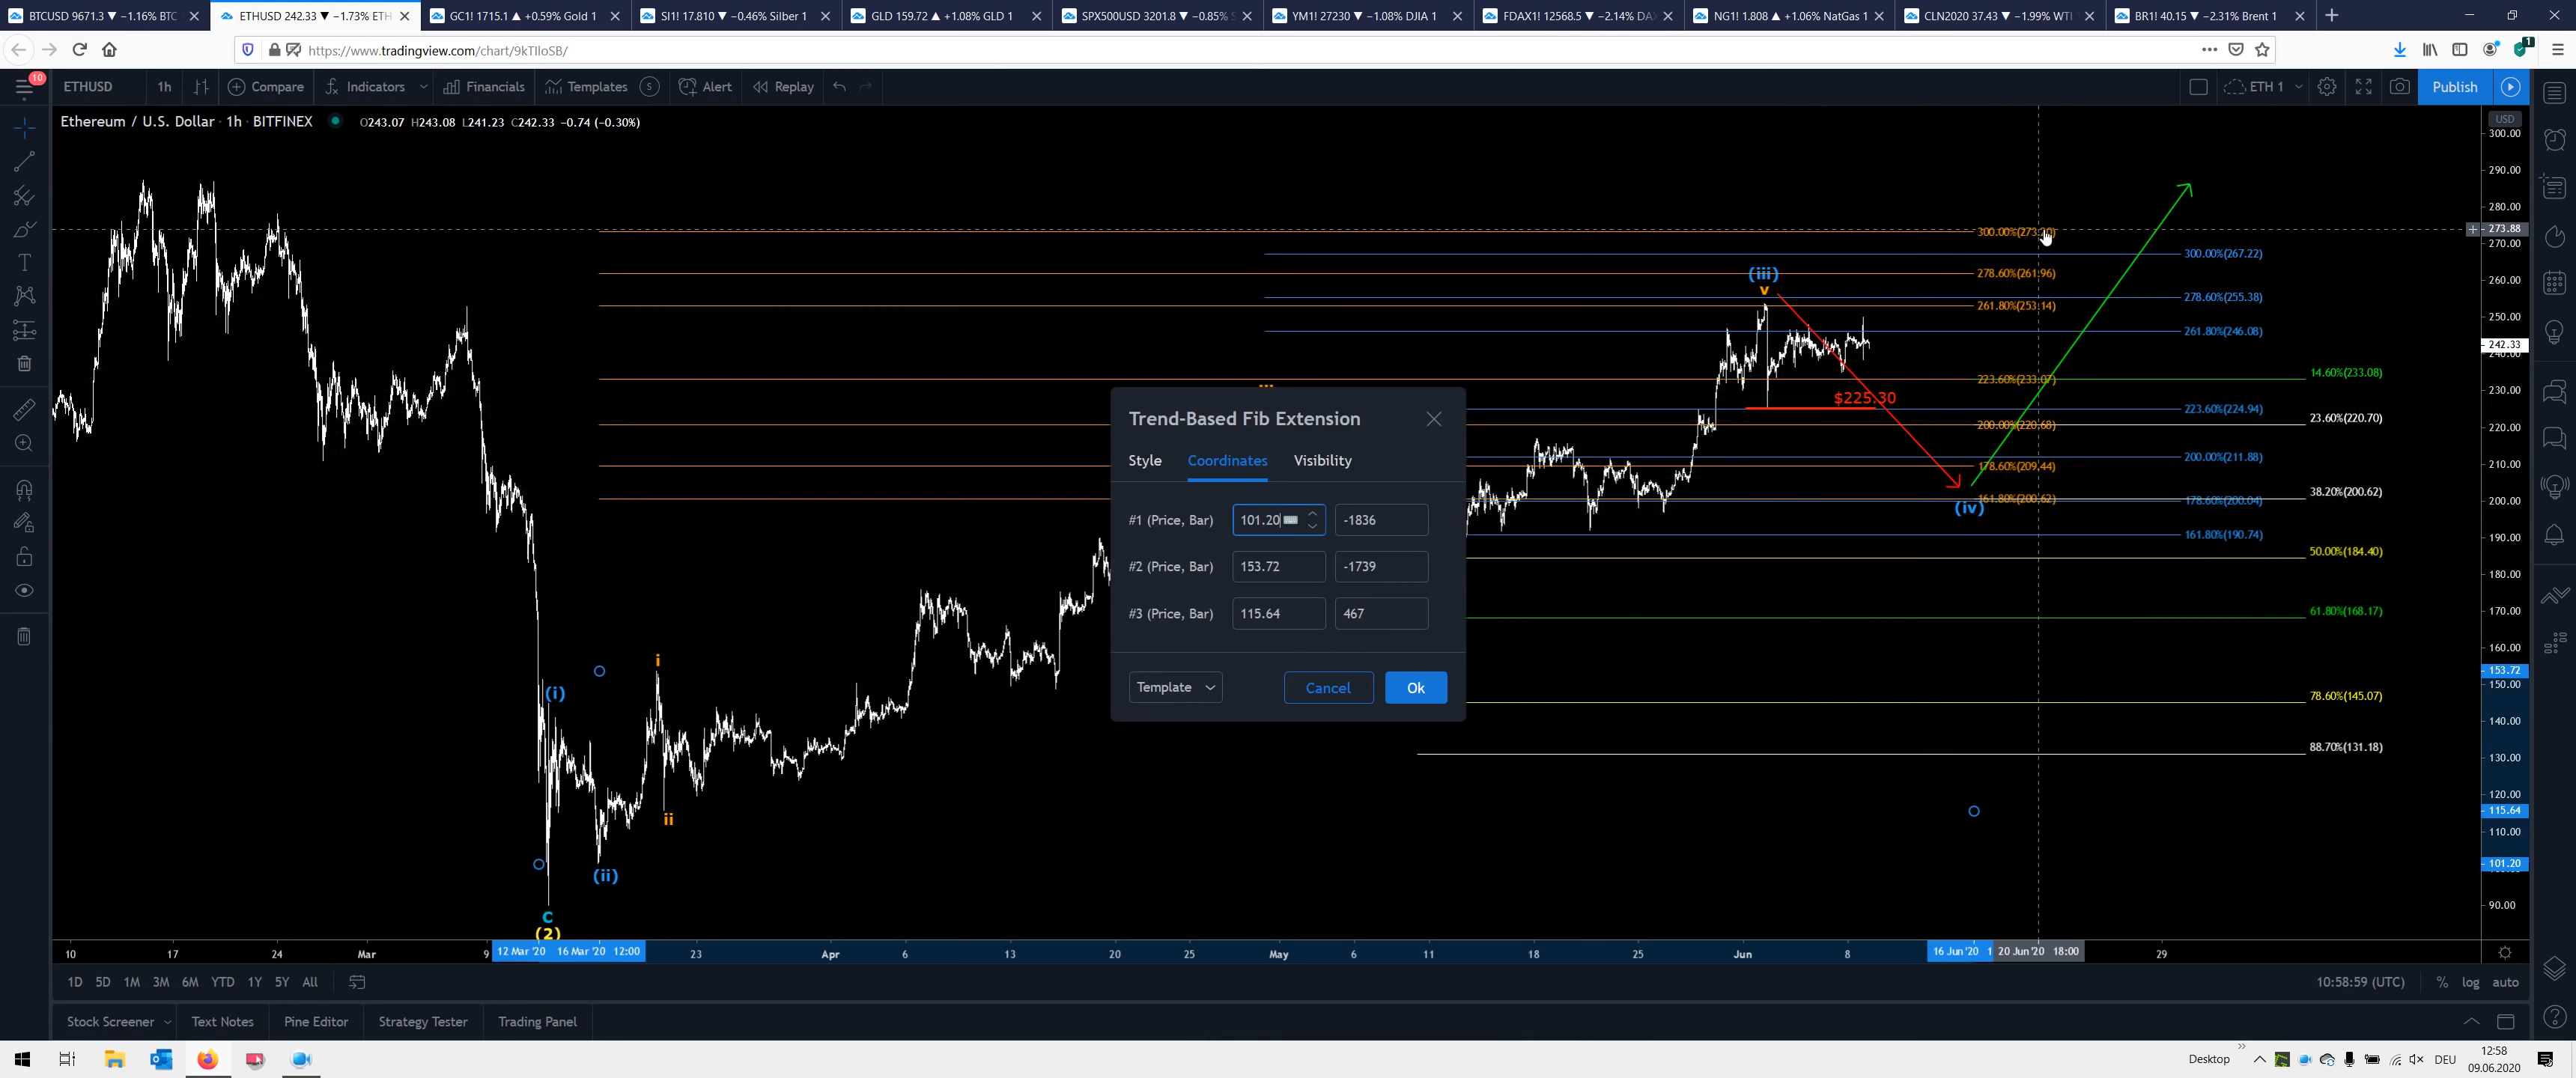 BTCUSD 9671.3 ▼ −1.16% BTC
ETHUSD 242.33 ▼ −1.73% ETH
GC1! 1715.1 ▲ +0.59% Gold 1
SI1! 17.810 ▼ −0.46% Silber 1
GLD 159.72 ▲ +1.08% GLD 1
SPX500USD 3201.8 ▼ −0.85% S
YM1! 27230 ▼ −1.08% DJIA 1
FDAX1! 12568.5 ▼ −2.14% DA
NG1! 1.808 ▲ +1.06% NatGas 1
CLN2020 37.43 ▼ −1.99% WTI
BR1! 40.15 ▼ −2.31% Brent 1
https://www.tradingview.com/chart/9kTIloSB/
1
10
ETHUSD 1h Compare Indicators Financials Templates S Alert Replay ETH 1 Publish
Ethereum / U.S. Dollar · 1h · BITFINEX O243.07 H243.08 L241.23 C242.33 −0.74 (−0.30%)
USD
300.00
290.00
280.00
273.88
270.00
260.00
250.00
242.33
240.00
230.00
220.00
210.00
200.00
190.00
180.00
170.00
160.00
153.72
150.00
140.00
130.00
120.00
115.64
110.00
101.20
90.00
300.00%(273.20)
300.00%(267.22)
278.60%(261.96)
278.60%(255.38)
261.80%(253.14)
261.80%(246.08)
223.60%(233.07)
14.60%(233.08)
223.60%(224.94)
200.00%(220.68)
23.60%(220.70)
200.00%(211.88)
178.60%(209.44)
161.80%(200.62)
178.60%(200.04)
38.20%(200.62)
161.80%(190.74)
50.00%(184.40)
61.80%(168.17)
78.60%(145.07)
88.70%(131.18)
(iii)
v
$225.30
(iv)
iii
i
(i)
ii
(ii)
C
(2)
Trend-Based Fib Extension
Style Coordinates Visibility
#1 (Price, Bar) 101.20 -1836
#2 (Price, Bar) 153.72 -1739
#3 (Price, Bar) 115.64 467
Template Cancel Ok
10 17 24 Mar 9 12 Mar '20 16 Mar '20 12:00 23 Apr 6 13 20 25 May 6 11 18 25 Jun 8 16 Jun '20 1 20 Jun '20 18:00 29
1D 5D 1M 3M 6M YTD 1Y 5Y All 10:58:59 (UTC) % log auto
Stock Screener Text Notes Pine Editor Strategy Tester Trading Panel
Desktop DEU 12:58
09.06.2020